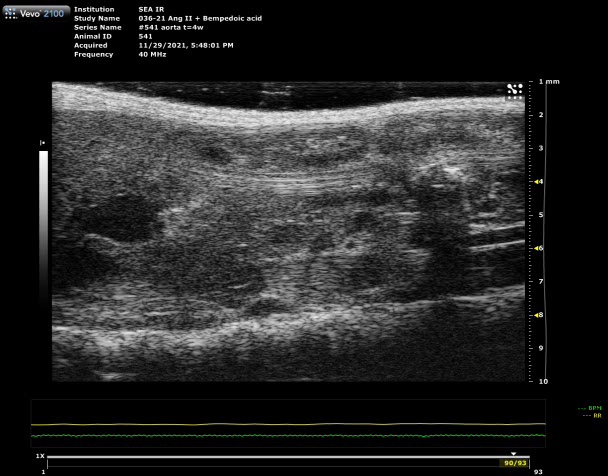 Vevo 2100
Institution SEA IR
Study Name 036-21 Ang II + Bempedoic acid
Series Name #541 aorta t=4w
Animal ID 541
Acquired 11/29/2021, 5:48:01 PM
Frequency 40 MHz
1 mm
2
3
4
5
6
7
8
9
10
BPM
RR
1X
90/93
1
93